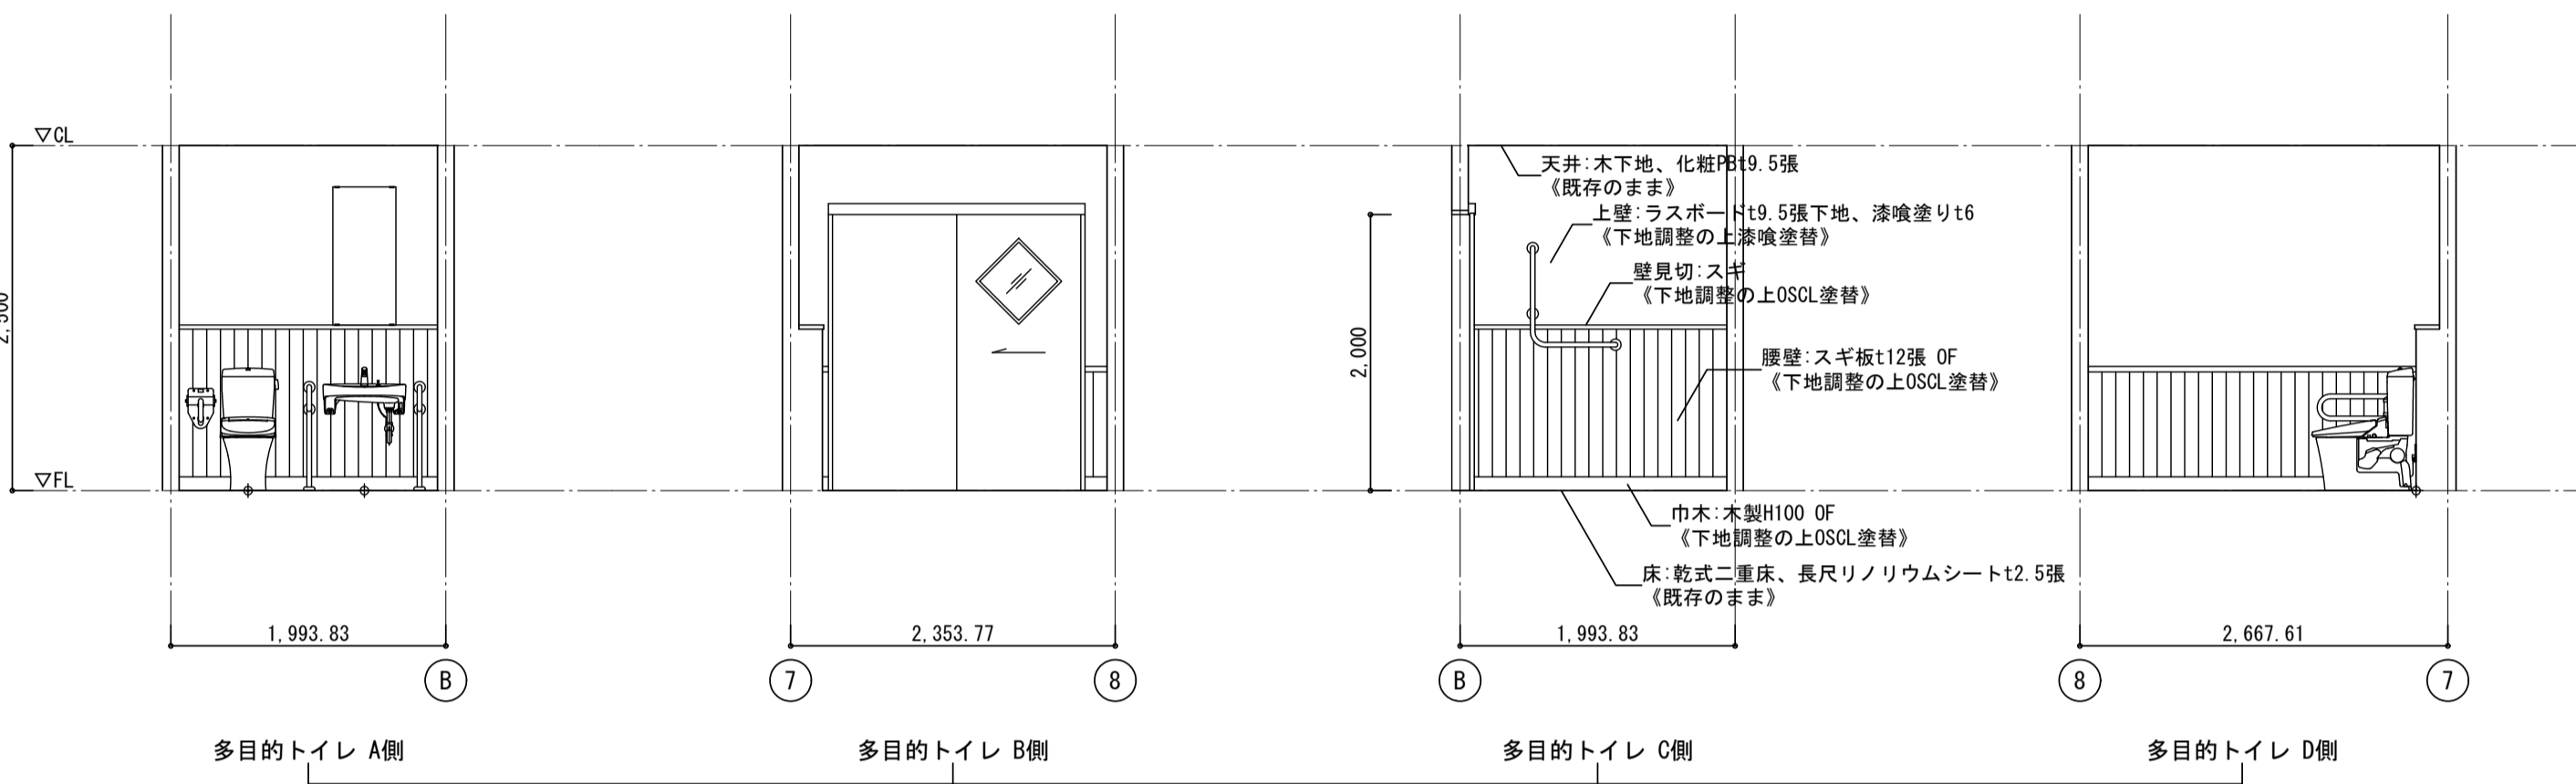 ▽CL
天井:木下地、化粧PBt9.5張
《既存のまま》
上壁:ラスボードt9.5張下地、漆喰塗りt6
《下地調整の上漆喰塗替》
壁見切:スギ
《下地調整の上OSCL塗替》
2,000
腰壁:スギ板t12張 OF
《下地調整の上OSCL塗替》
▽FL
巾木:木製H100 OF
《下地調整の上OSCL塗替》
床:乾式二重床、長尺リノリウムシートt2.5張
《既存のまま》
1,993.83
2,353.77
1,993.83
2,667.61
B
7
8
B
8
7
多目的トイレ A側
多目的トイレ B側
多目的トイレ C側
多目的トイレ D側